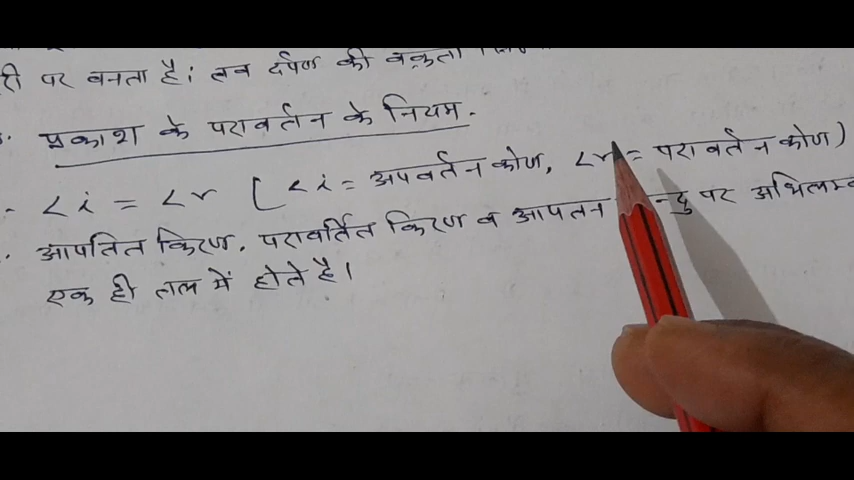 री पर बनता है; तब दर्पण की वक्रता
प्रकाश के परावर्तन के नियम.
∠i = ∠r [ ∠i = अपवर्तन कोण, ∠r = परावर्तन कोण)
आपतित किरण, परावर्तित किरण व आपतन न्दु पर अभिलम्ब
एक ही तल में होते है।